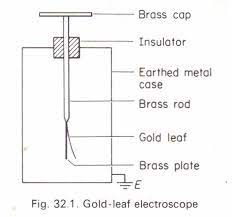 Brass cap
Insulator
Earthed metal
case
Brass rod
Gold leaf
Brass plate
E
Fig. 32.1. Gold-leaf electroscope